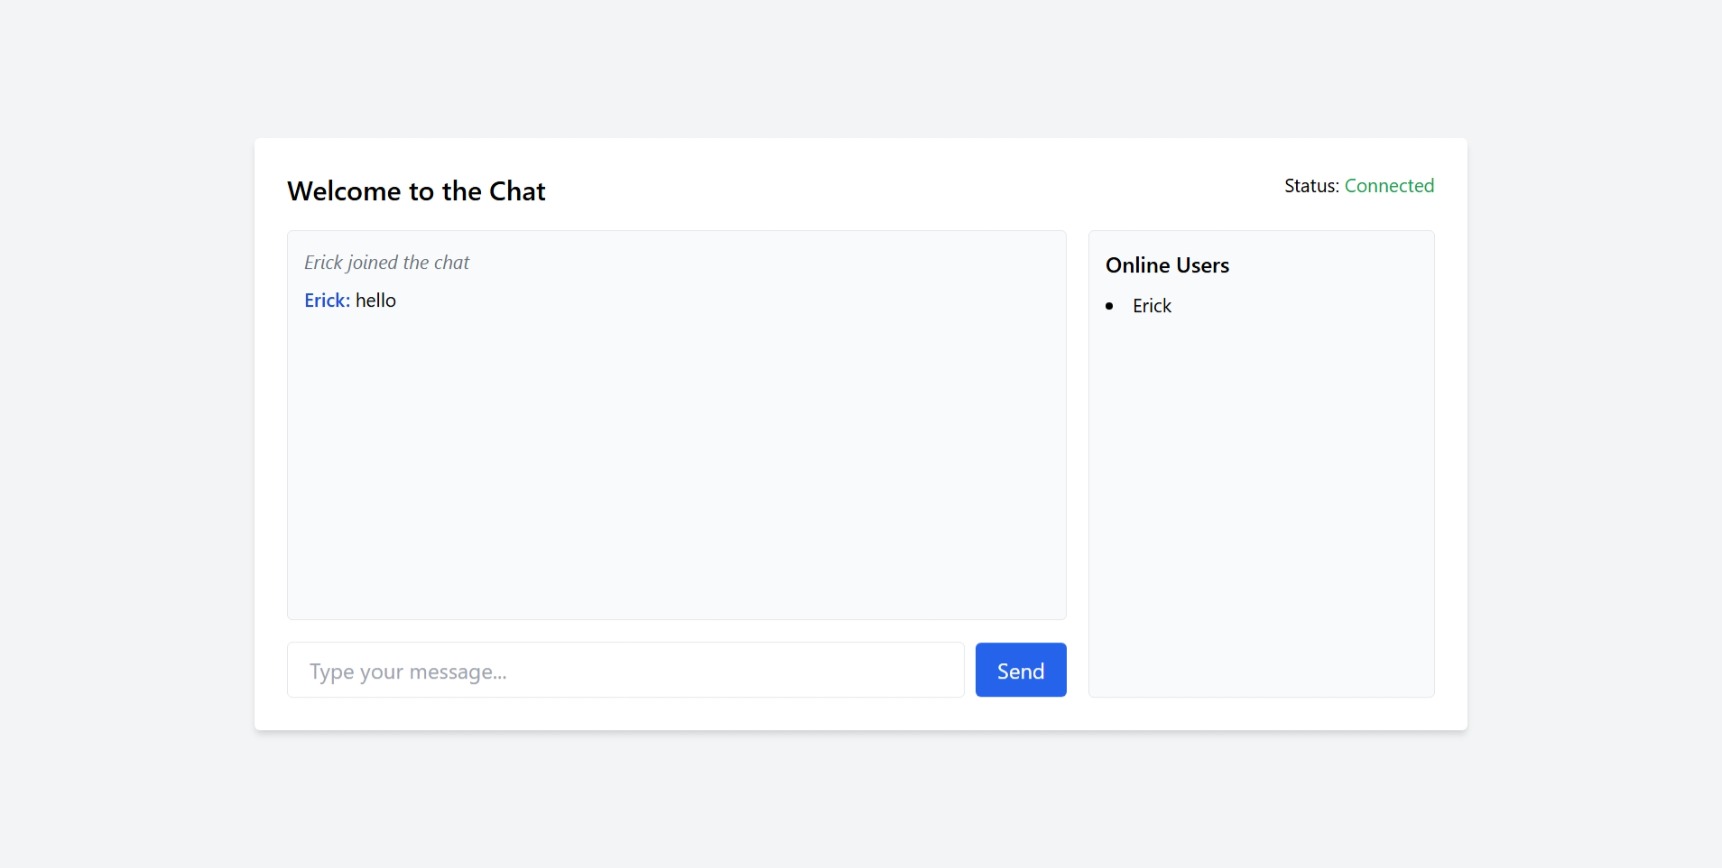 Welcome to the Chat
Status: Connected
Erick joined the chat
Erick: hello
Type your message...
Send
Online Users
Erick